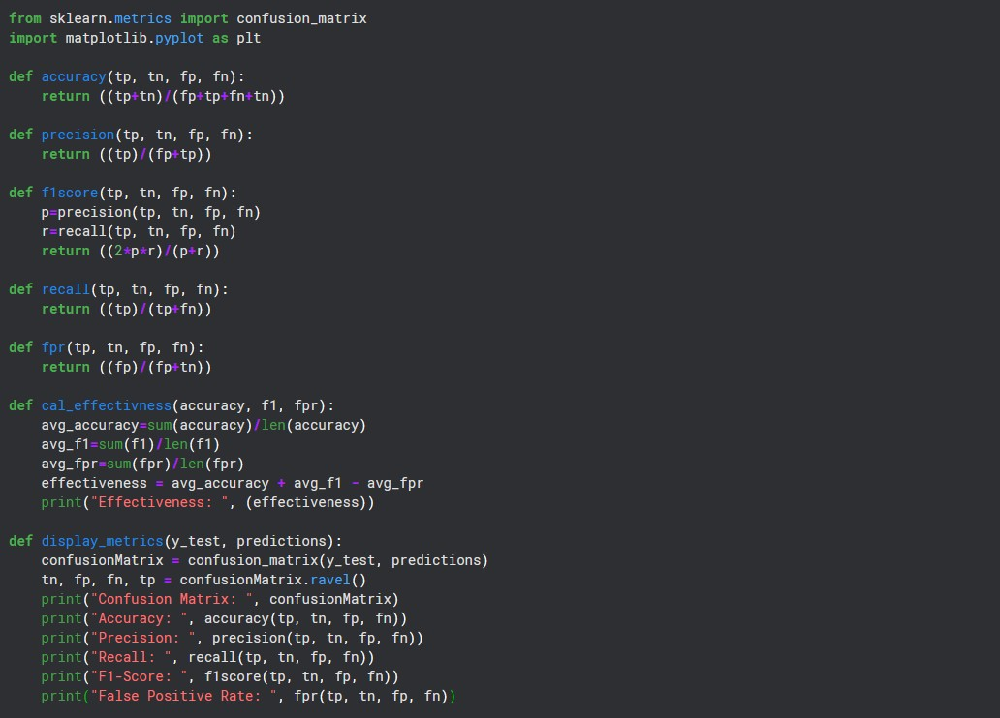 from sklearn.metrics import confusion_matrix
import matplotlib.pyplot as plt

def accuracy(tp, tn, fp, fn):
    return ((tp+tn)/(fp+tp+fn+tn))

def precision(tp, tn, fp, fn):
    return ((tp)/(fp+tp))

def f1score(tp, tn, fp, fn):
    p=precision(tp, tn, fp, fn)
    r=recall(tp, tn, fp, fn)
    return ((2*p*r)/(p+r))

def recall(tp, tn, fp, fn):
    return ((tp)/(tp+fn))

def fpr(tp, tn, fp, fn):
    return ((fp)/(fp+tn))

def cal_effectivness(accuracy, f1, fpr):
    avg_accuracy=sum(accuracy)/len(accuracy)
    avg_f1=sum(f1)/len(f1)
    avg_fpr=sum(fpr)/len(fpr)
    effectiveness = avg_accuracy + avg_f1 - avg_fpr
    print("Effectiveness: ", (effectiveness))

def display_metrics(y_test, predictions):
    confusionMatrix = confusion_matrix(y_test, predictions)
    tn, fp, fn, tp = confusionMatrix.ravel()
    print("Confusion Matrix: ", confusionMatrix)
    print("Accuracy: ", accuracy(tp, tn, fp, fn))
    print("Precision: ", precision(tp, tn, fp, fn))
    print("Recall: ", recall(tp, tn, fp, fn))
    print("F1-Score: ", f1score(tp, tn, fp, fn))
    print("False Positive Rate: ", fpr(tp, tn, fp, fn))